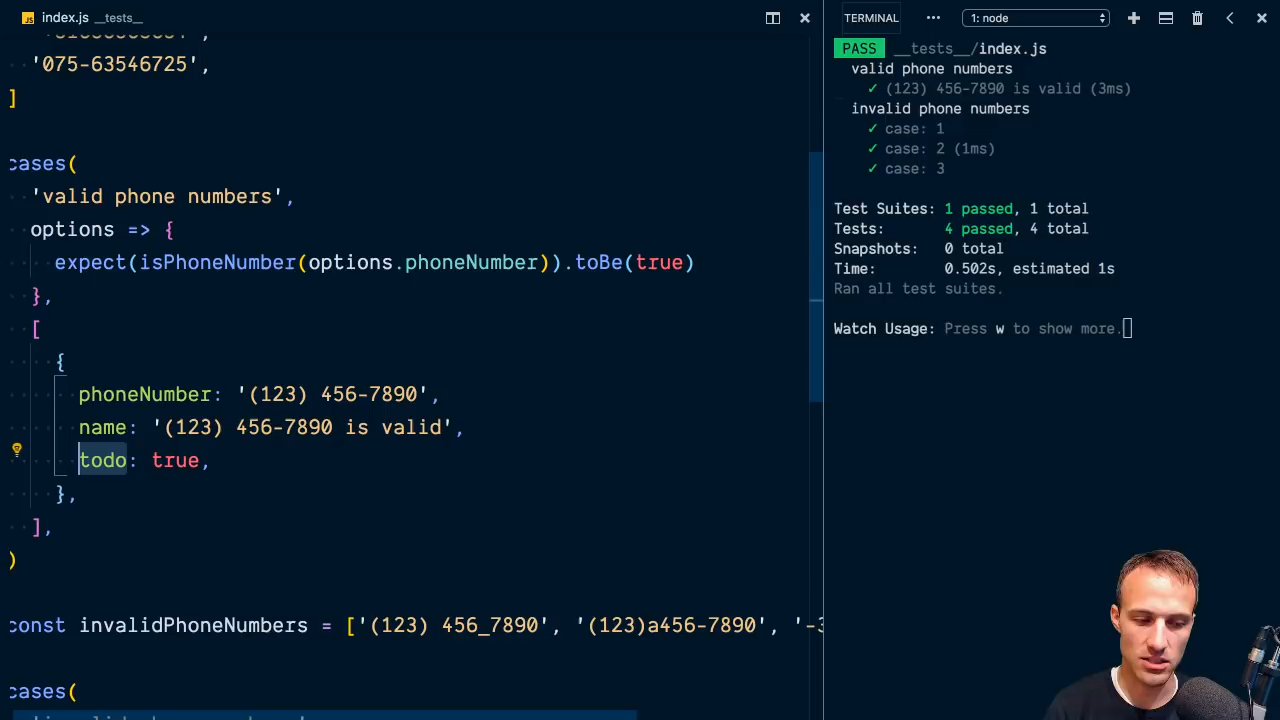 index.js __tests__
'075-63546725',
]
cases(
'valid phone numbers',
options => {
expect(isPhoneNumber(options.phoneNumber)).toBe(true)
},
[
{
phoneNumber: '(123) 456-7890',
name: '(123) 456-7890 is valid',
todo: true,
},
],
)
const invalidPhoneNumbers = ['(123) 456_7890', '(123)a456-7890', '-3
cases(
TERMINAL ··· 1: node
PASS __tests__/index.js
valid phone numbers
✓ (123) 456-7890 is valid (3ms)
invalid phone numbers
✓ case: 1
✓ case: 2 (1ms)
✓ case: 3
Test Suites: 1 passed, 1 total
Tests: 4 passed, 4 total
Snapshots: 0 total
Time: 0.502s, estimated 1s
Ran all test suites.
Watch Usage: Press w to show more.